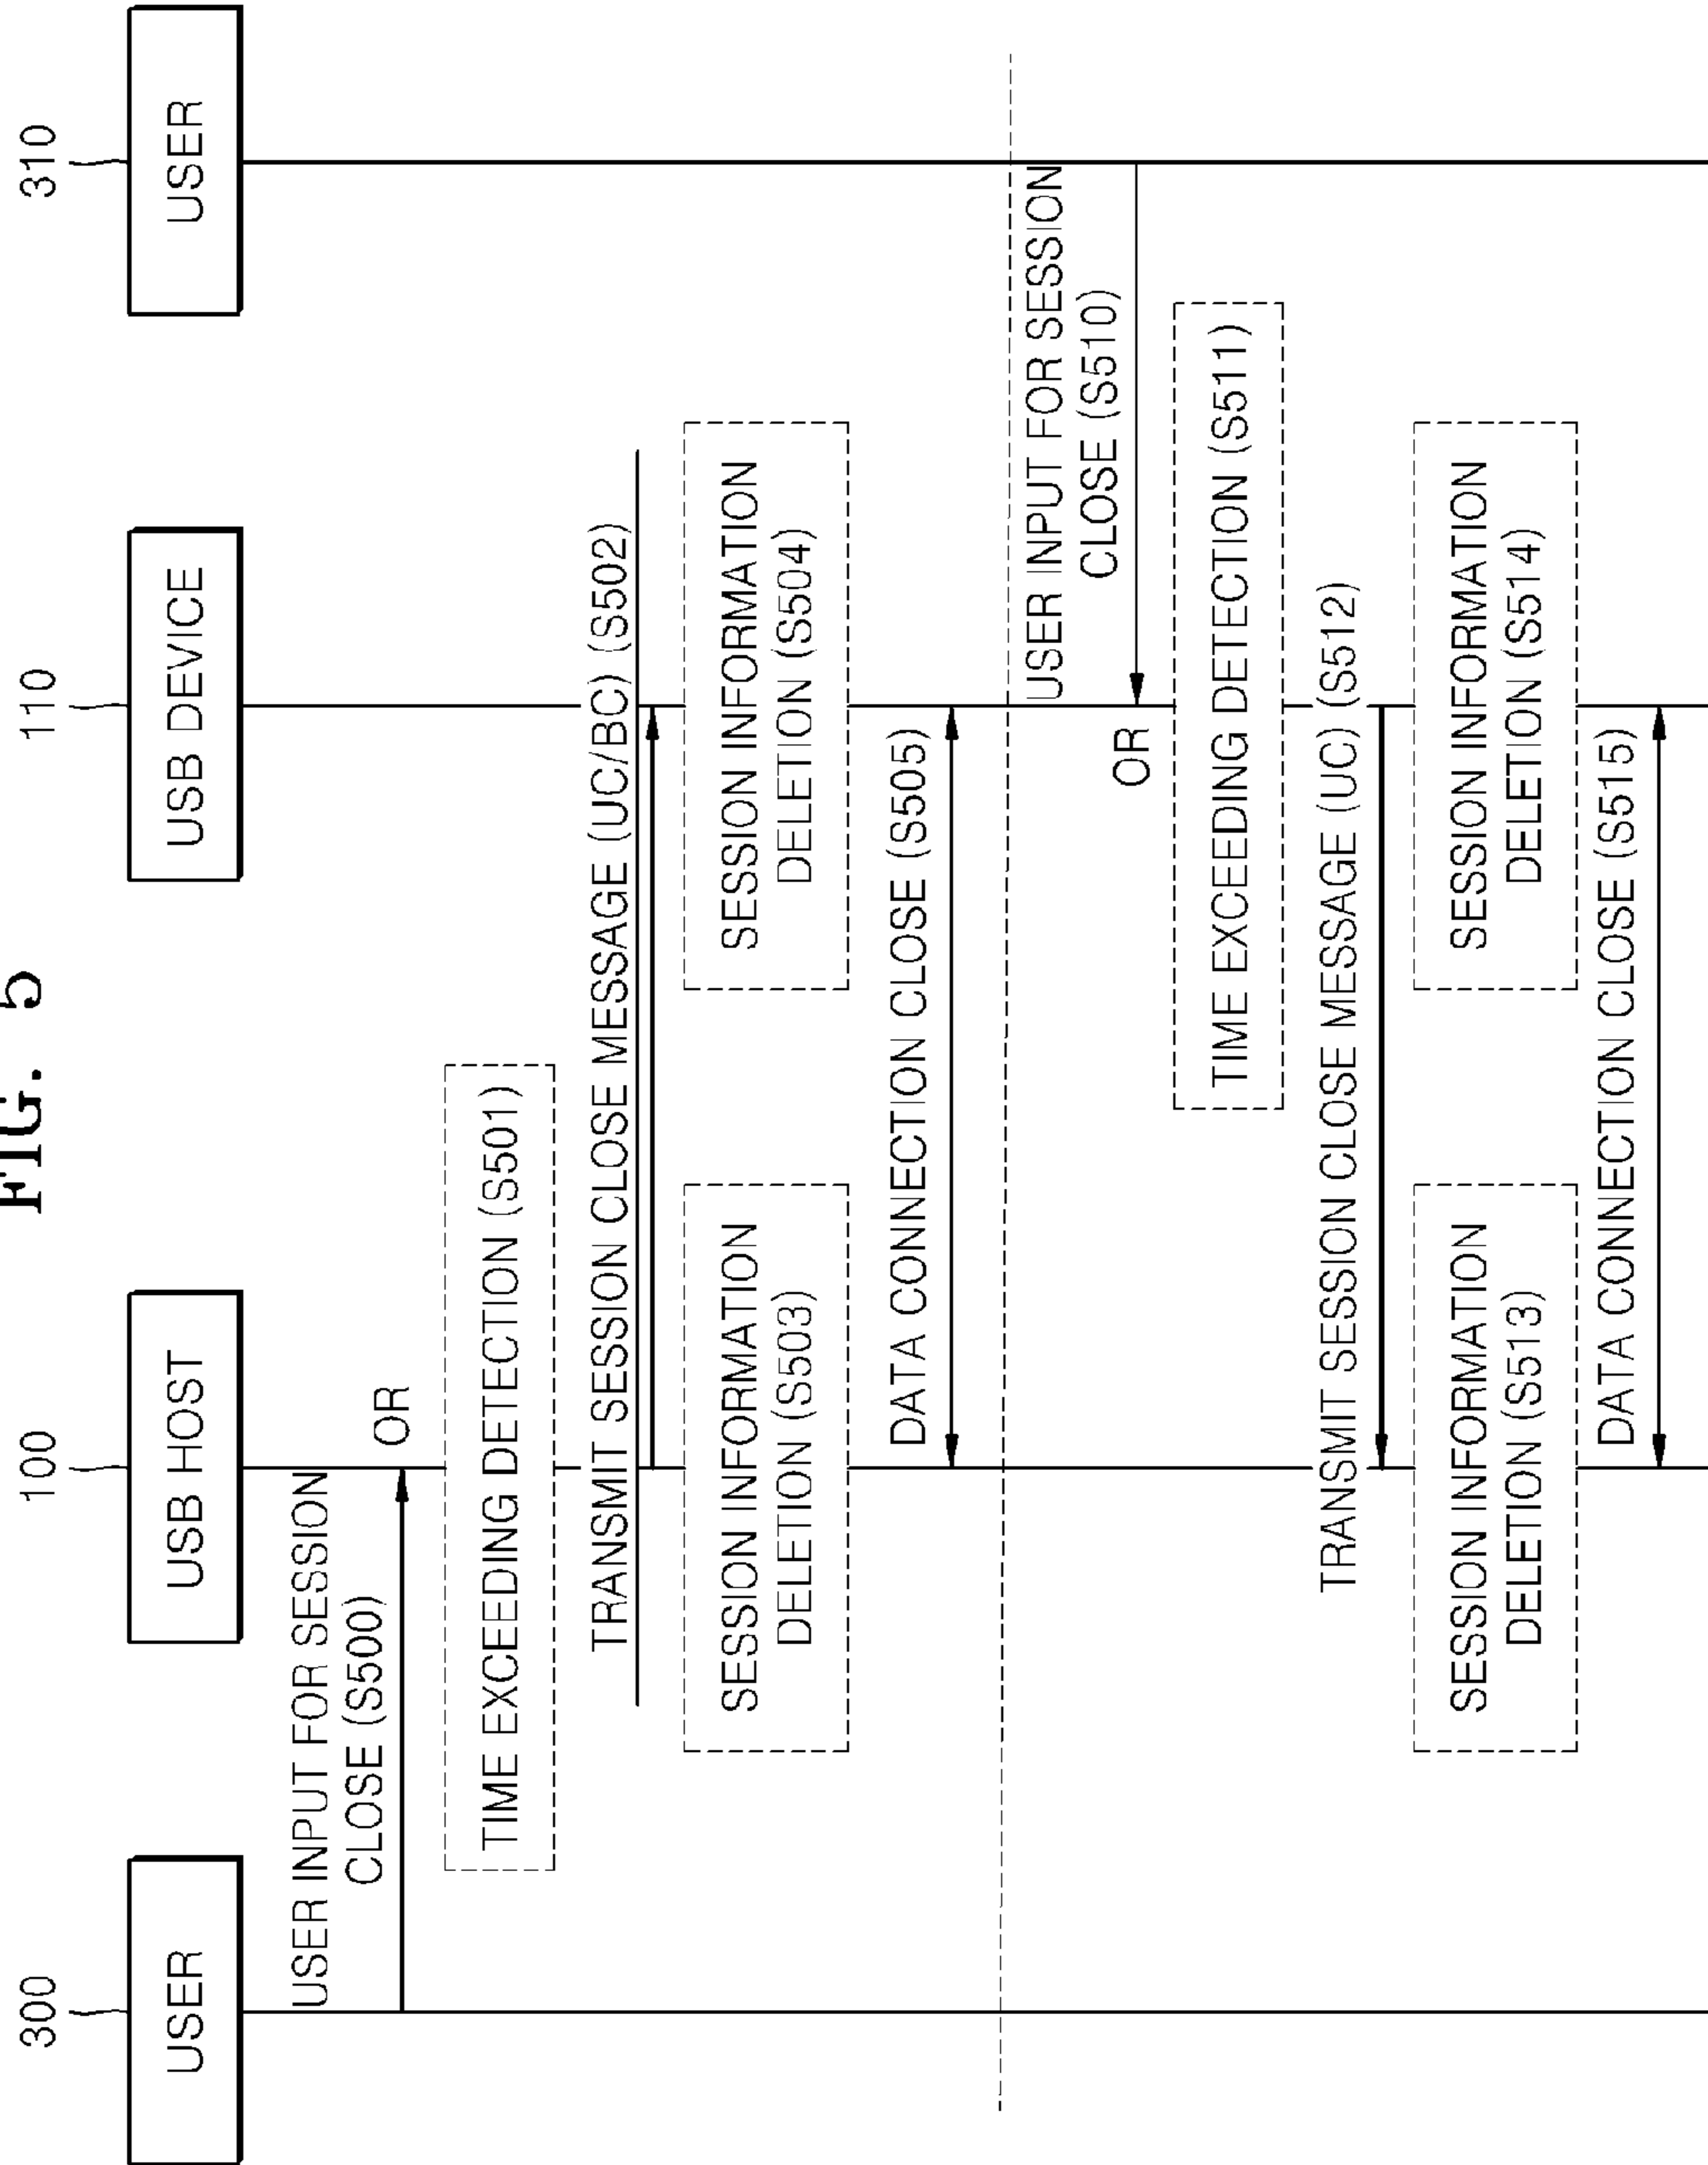 FIG. 5
300
100
110
310
USER
USB HOST
USB DEVICE
USER
USER INPUT FOR SESSION
CLOSE (S500)
OR
TIME EXCEEDING DETECTION (S501)
TRANSMIT SESSION CLOSE MESSAGE (UC/BC) (S502)
SESSION INFORMATION
DELETION (S503)
SESSION INFORMATION
DELETION (S504)
DATA CONNECTION CLOSE (S505)
USER INPUT FOR SESSION
CLOSE (S510)
OR
TIME EXCEEDING DETECTION (S511)
TRANSMIT SESSION CLOSE MESSAGE (UC) (S512)
SESSION INFORMATION
DELETION (S513)
SESSION INFORMATION
DELETION (S514)
DATA CONNECTION CLOSE (S515)